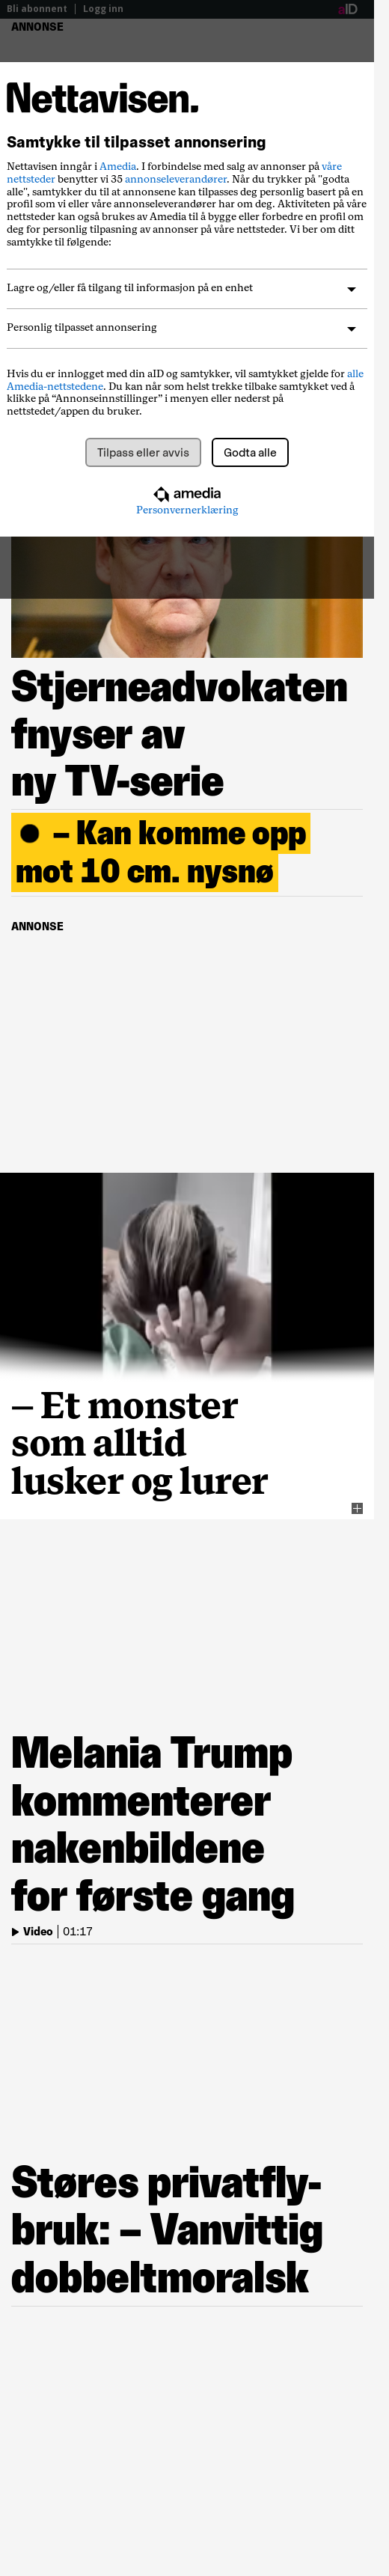 Bli abonnent | Logg inn aID
ANNONSE
Nettavisen.
Samtykke til tilpasset annonsering
Nettavisen inngår i Amedia. I forbindelse med salg av annonser på våre
nettsteder benytter vi 35 annonseleverandører. Når du trykker på "godta
alle", samtykker du til at annonsene kan tilpasses deg personlig basert på en
profil som vi eller våre annonseleverandører har om deg. Aktiviteten på våre
nettsteder kan også brukes av Amedia til å bygge eller forbedre en profil om
deg for personlig tilpasning av annonser på våre nettsteder. Vi ber om ditt
samtykke til følgende:
Lagre og/eller få tilgang til informasjon på en enhet
Personlig tilpasset annonsering
Hvis du er innlogget med din aID og samtykker, vil samtykket gjelde for alle
Amedia-nettstedene. Du kan når som helst trekke tilbake samtykket ved å
klikke på “Annonseinnstillinger” i menyen eller nederst på
nettstedet/appen du bruker.
Tilpass eller avvis Godta alle
amedia
Personvernerklæring
Stjerneadvokaten
fnyser av
ny TV-serie
– Kan komme opp
mot 10 cm. nysnø
ANNONSE
– Et monster
som alltid
lusker og lurer
Melania Trump
kommenterer
nakenbildene
for første gang
Video | 01:17
Støres privatfly-
bruk: – Vanvittig
dobbeltmoralsk